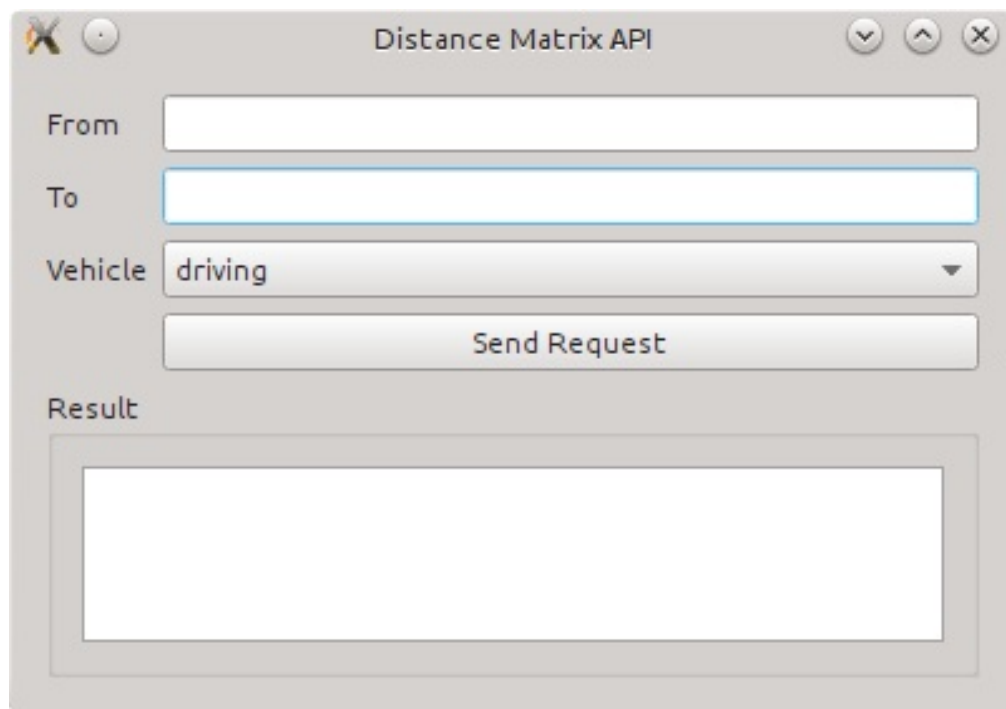 Distance Matrix API
From
To
Vehicle driving
Send Request
Result